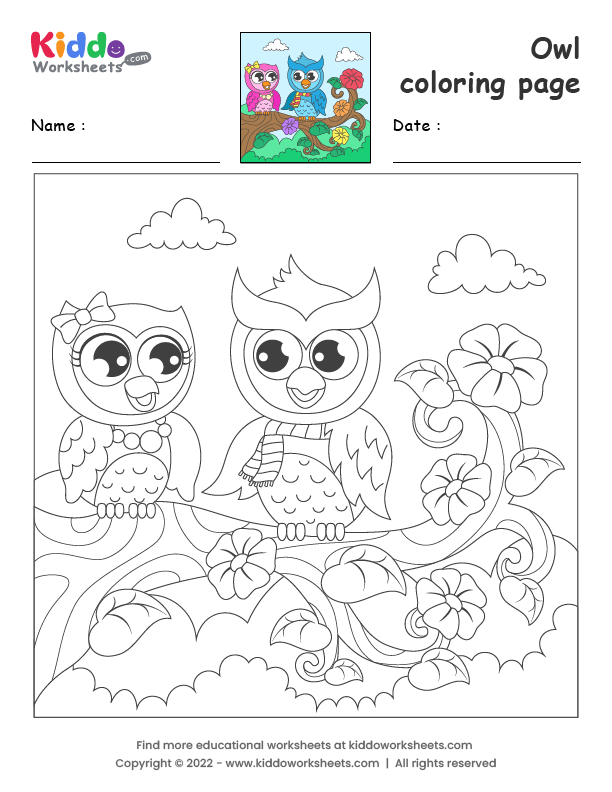 Kiddo
Worksheets.com
Owl
coloring page
Name :
Date :
Find more educational worksheets at kiddoworksheets.com
Copyright © 2022 - www.kiddoworksheets.com | All rights reserved